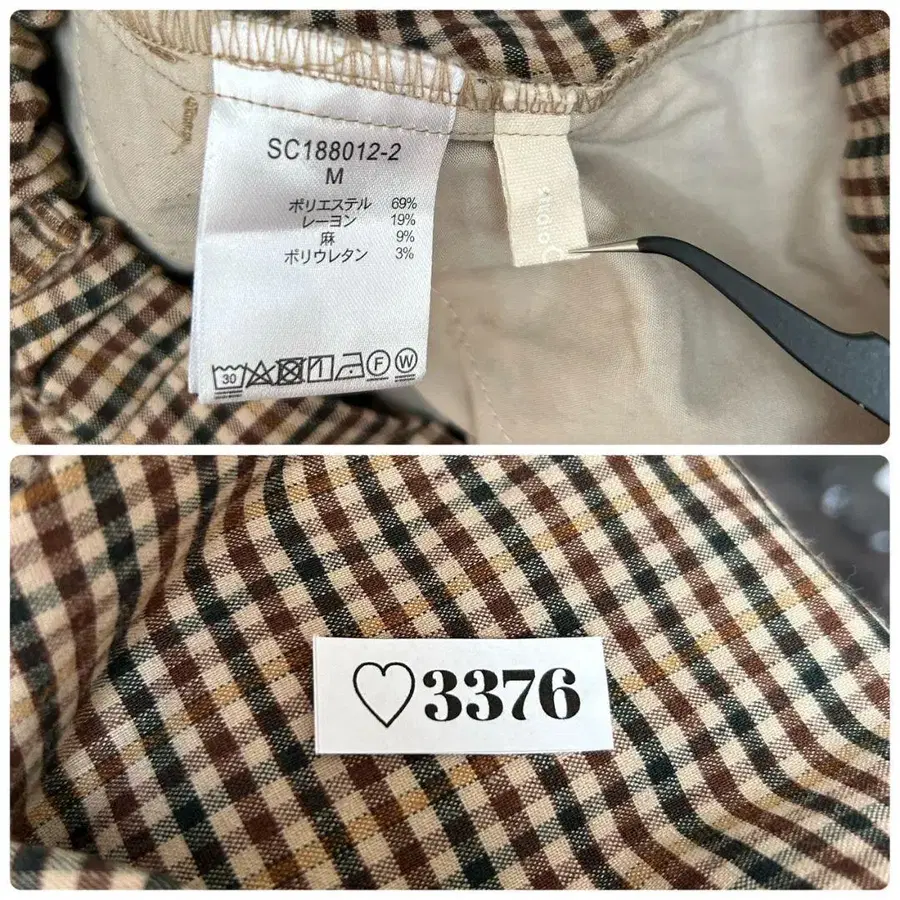 SC188012-2
M
ポリエステル 69%
レーヨン 19%
麻 9%
ポリウレタン 3%
30
F
W
♡3376